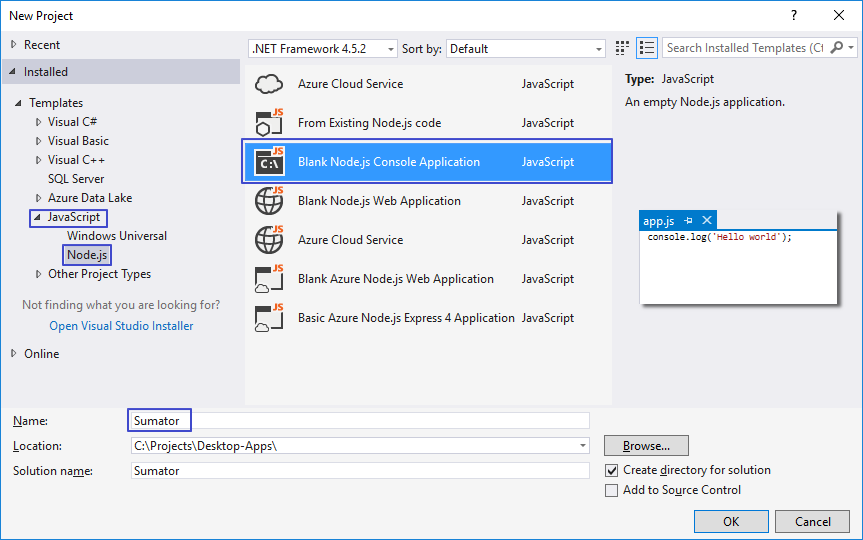 New Project
?
Recent
Installed
Templates
Visual C#
Visual Basic
Visual C++
SQL Server
Azure Data Lake
JavaScript
Windows Universal
Node.js
Other Project Types
Not finding what you are looking for?
Open Visual Studio Installer
Online
.NET Framework 4.5.2 Sort by: Default
Azure Cloud Service JavaScript
JS From Existing Node.js code JavaScript
JS C:\ Blank Node.js Console Application JavaScript
JS Blank Node.js Web Application JavaScript
JS Azure Cloud Service JavaScript
JS Blank Azure Node.js Web Application JavaScript
JS Basic Azure Node.js Express 4 Application JavaScript
Search Installed Templates (Ct
Type: JavaScript
An empty Node.js application.
app.js
console.log('Hello world');
Name: Sumator
Location: C:\Projects\Desktop-Apps\ Browse...
Solution name: Sumator
Create directory for solution
Add to Source Control
OK Cancel